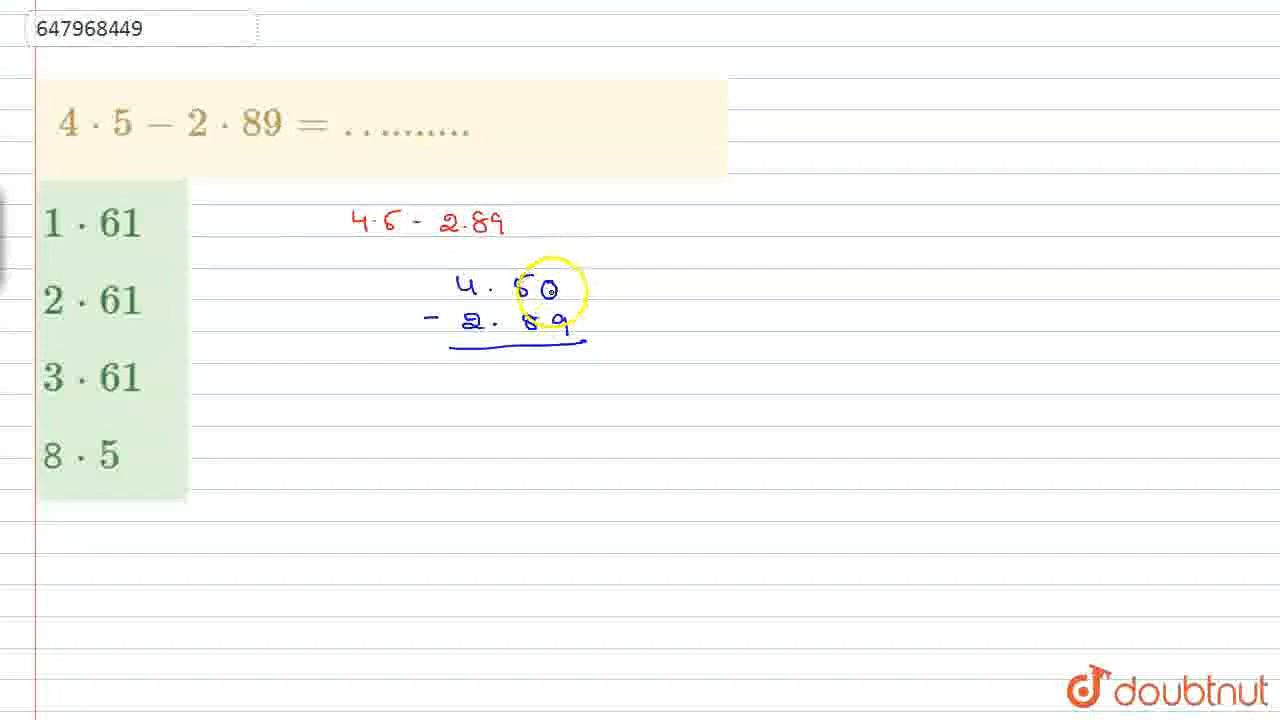 647968449
4 · 5 − 2 · 89 = ..........
1 · 61
2 · 61
3 · 61
8 · 5
4.5 - 2.89
4.50
- 2.89
doubtnut